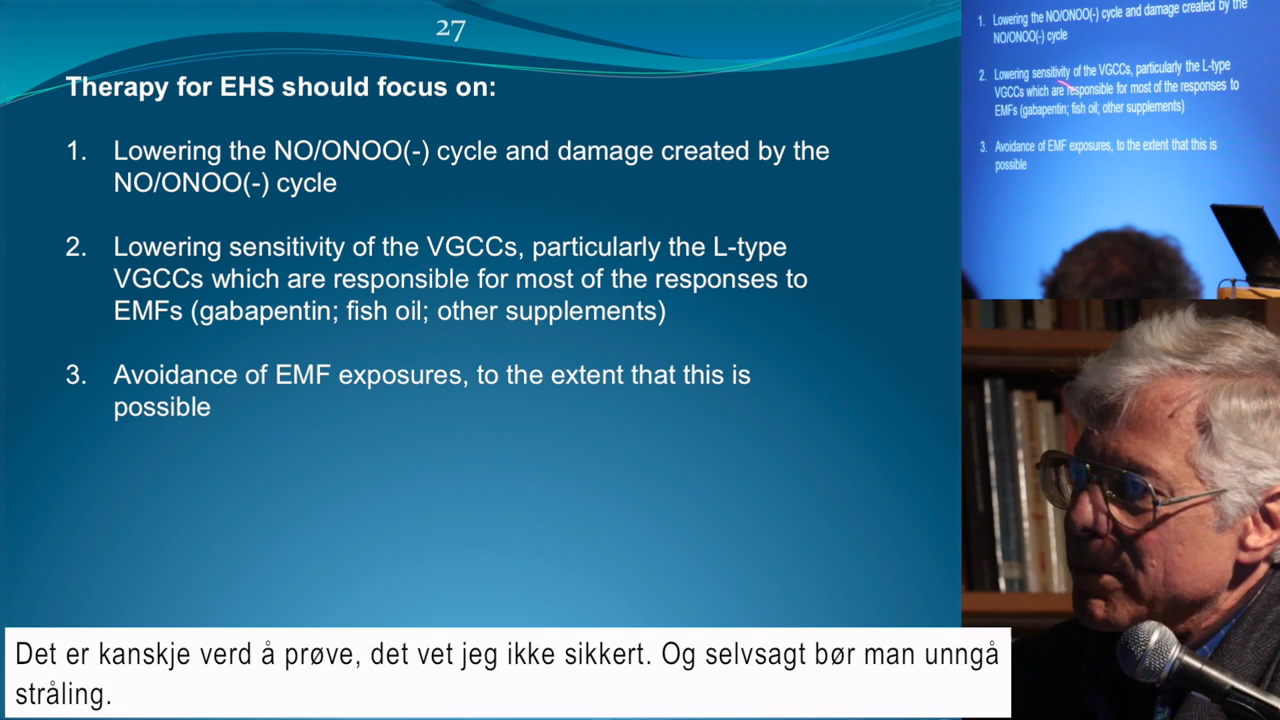 27
Therapy for EHS should focus on:
1. Lowering the NO/ONOO(-) cycle and damage created by the
NO/ONOO(-) cycle
2. Lowering sensitivity of the VGCCs, particularly the L-type
VGCCs which are responsible for most of the responses to
EMFs (gabapentin; fish oil; other supplements)
3. Avoidance of EMF exposures, to the extent that this is
possible
1. Lowering the NO/ONOO(-) cycle and damage created by the
NO/ONOO(-) cycle
2. Lowering sensitivity of the VGCCs, particularly the L-type
VGCCs which are responsible for most of the responses to
EMFs (gabapentin; fish oil; other supplements)
3. Avoidance of EMF exposures, to the extent that this is
possible
Det er kanskje verd å prøve, det vet jeg ikke sikkert. Og selvsagt bør man unngå
stråling.